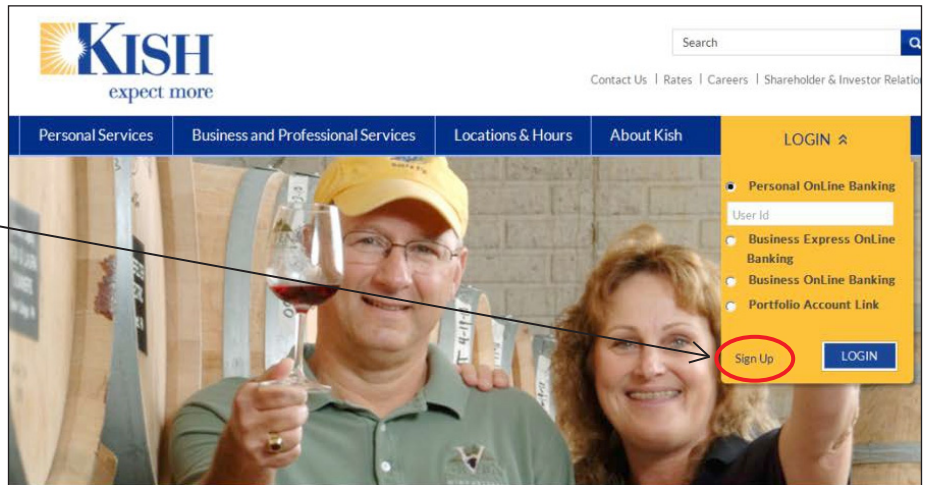 KISH
expect more
Search
Contact Us | Rates | Careers | Shareholder & Investor Relation
Personal Services Business and Professional Services Locations & Hours About Kish LOGIN
Personal OnLine Banking
User Id
Business Express OnLine
Banking
Business OnLine Banking
Portfolio Account Link
Sign Up LOGIN